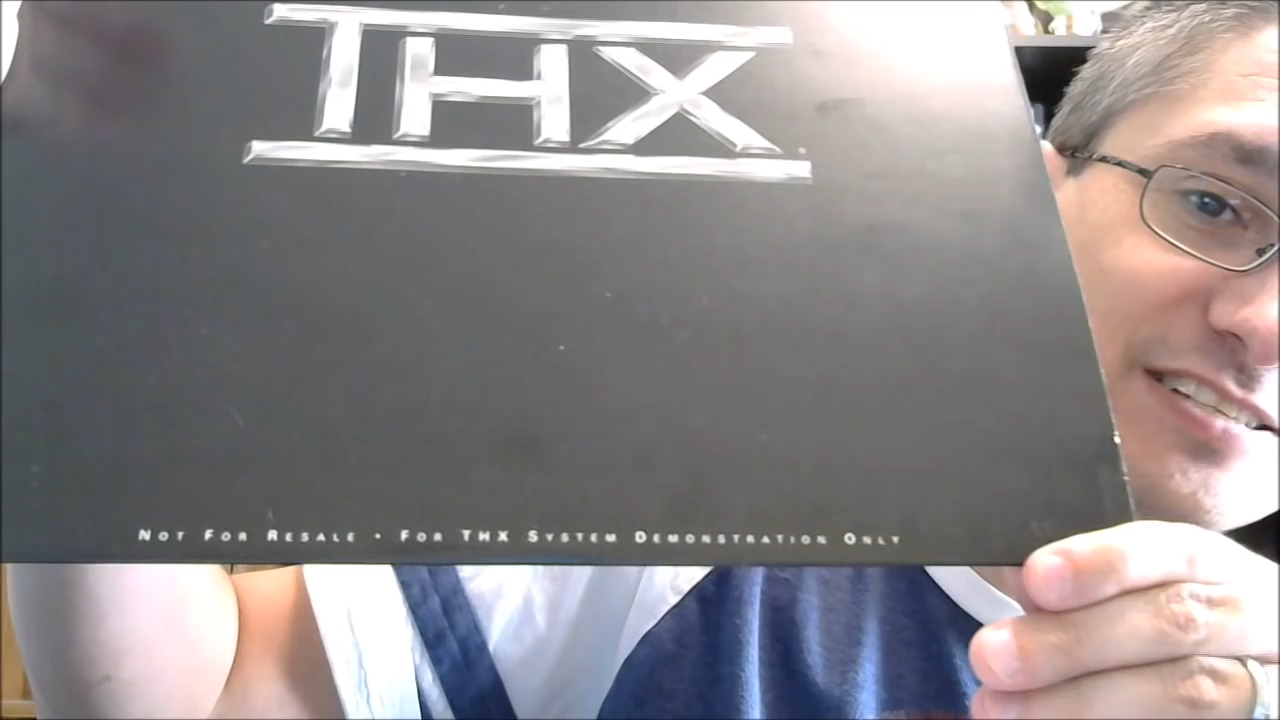 THX
NOT FOR RESALE • FOR THX SYSTEM DEMONSTRATION ONLY